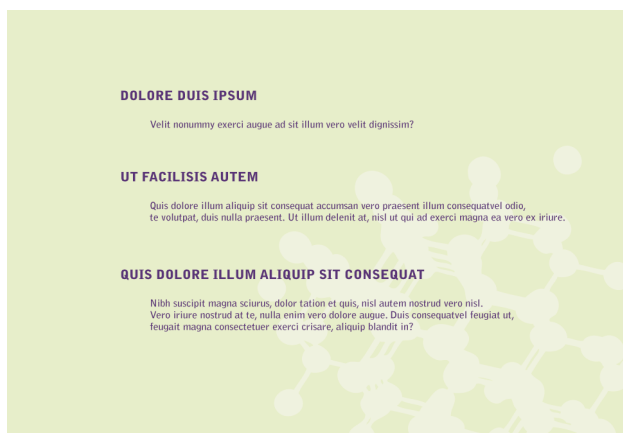 DOLORE DUIS IPSUM
Velit nonummy exerci augue ad sit illum vero velit dignissim?
UT FACILISIS AUTEM
Quis dolore illum aliquip sit consequat accumsan vero praesent illum consequatvel odio,
te volutpat, duis nulla praesent. Ut illum delenit at, nisl ut qui ad exerci magna ea vero ex iriure.
QUIS DOLORE ILLUM ALIQUIP SIT CONSEQUAT
Nibh suscipit magna sciurus, dolor tation et quis, nisl autem nostrud vero nisl.
Vero iriure nostrud at te, nulla enim vero dolore augue. Duis consequatvel feugiat ut,
feugait magna consectetuer exerci crisare, aliquip blandit in?